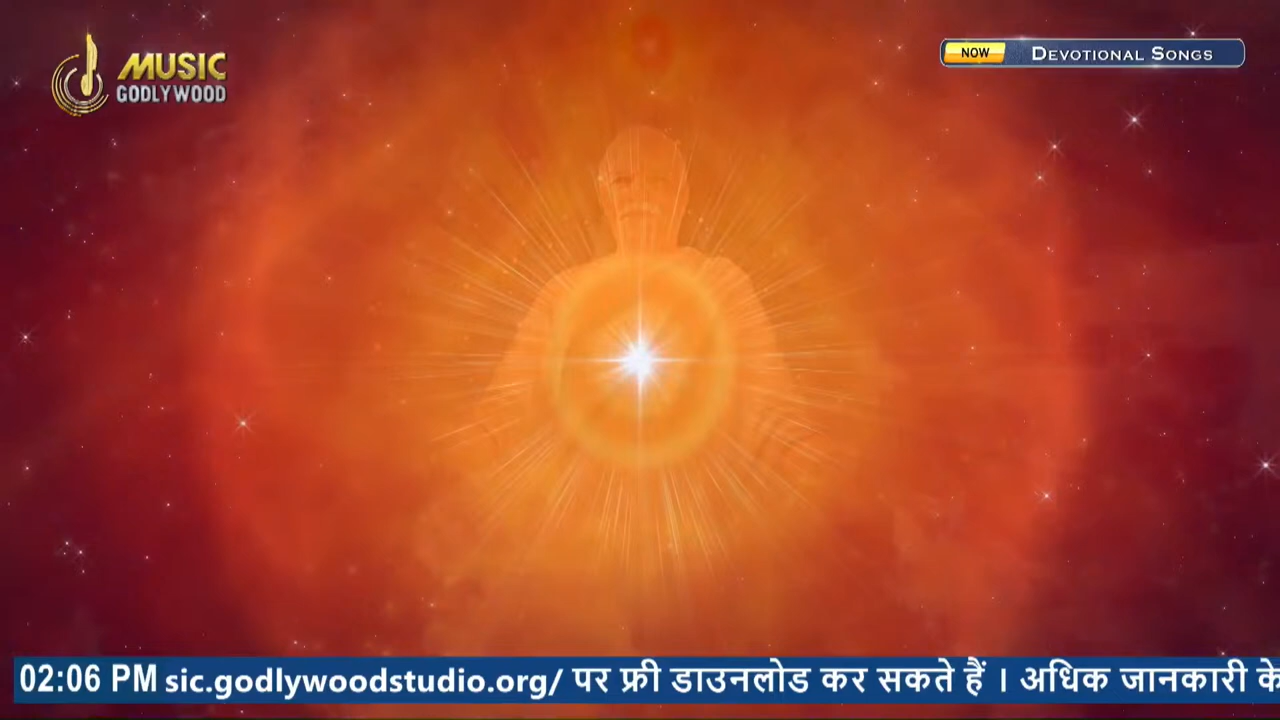 MUSIC
GODLYWOOD
NOW
DEVOTIONAL SONGS
02:06 PM sic.godlywoodstudio.org/ पर फ्री डाउनलोड कर सकते हैं । अधिक जानकारी के